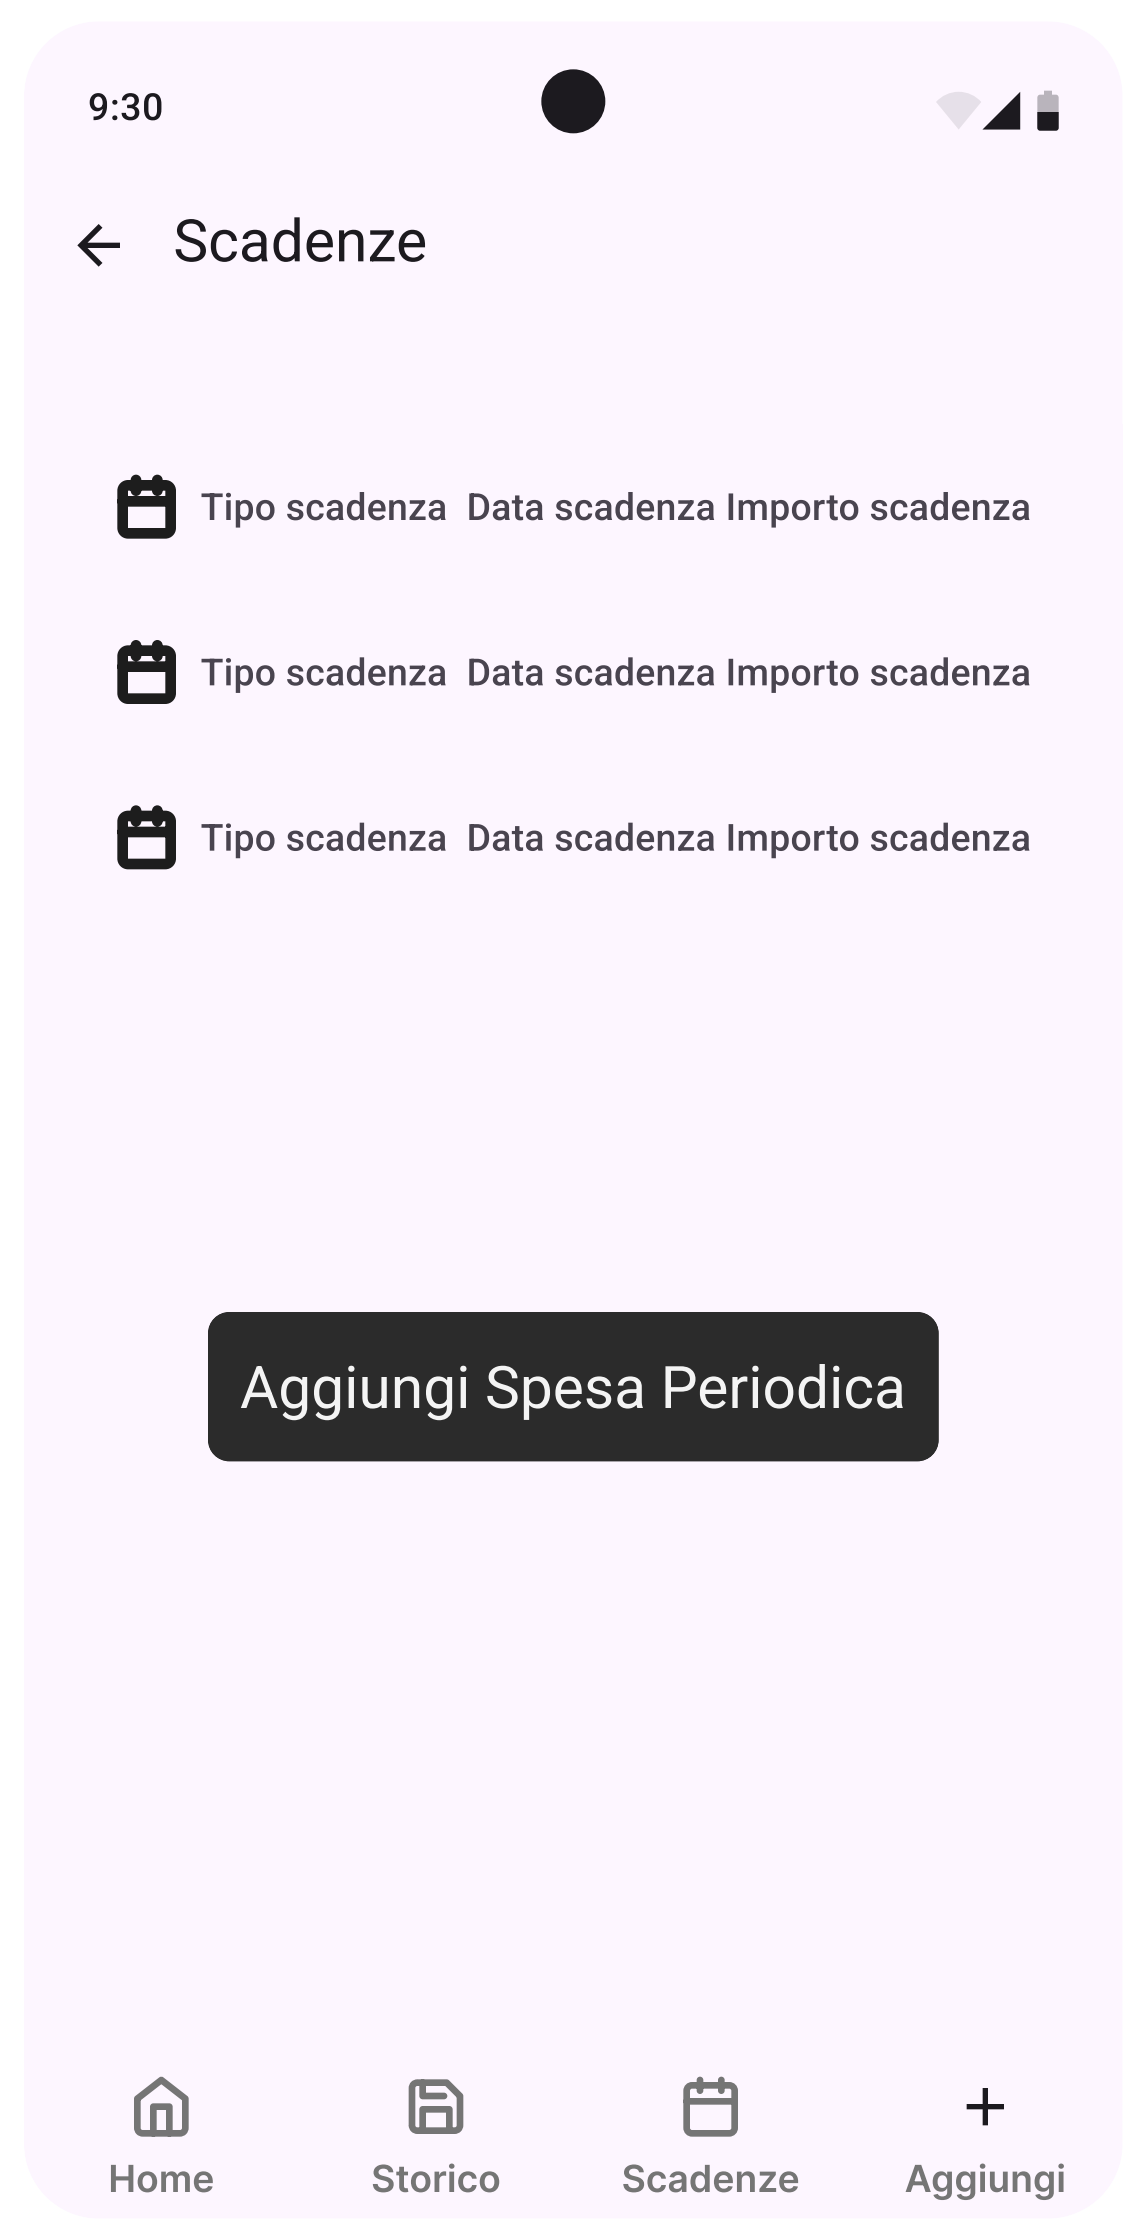 9:30
Scadenze
Tipo scadenza Data scadenza Importo scadenza
Tipo scadenza Data scadenza Importo scadenza
Tipo scadenza Data scadenza Importo scadenza
Aggiungi Spesa Periodica
Home Storico Scadenze Aggiungi